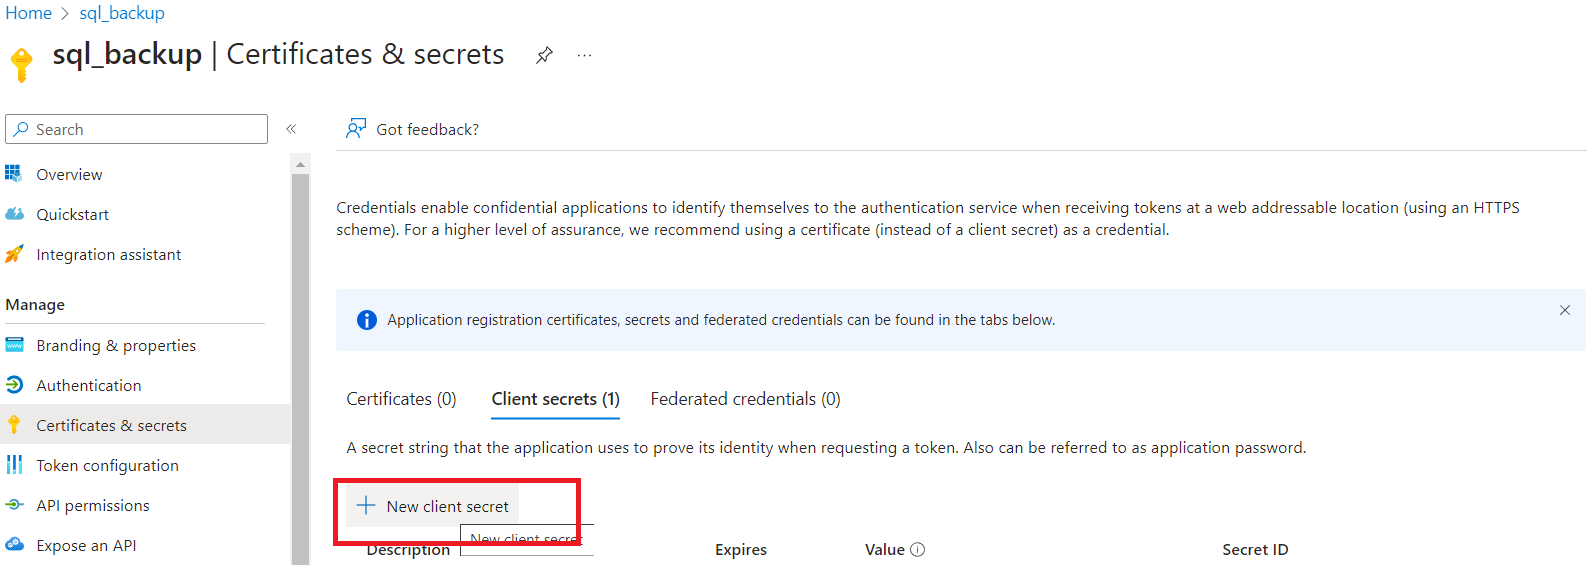 Home > sql_backup
sql_backup | Certificates & secrets
Search
Got feedback?
Overview
Quickstart
Integration assistant
Manage
Branding & properties
Authentication
Certificates & secrets
Token configuration
API permissions
Expose an API
Credentials enable confidential applications to identify themselves to the authentication service when receiving tokens at a web addressable location (using an HTTPS
scheme). For a higher level of assurance, we recommend using a certificate (instead of a client secret) as a credential.
Application registration certificates, secrets and federated credentials can be found in the tabs below.
Certificates (0) Client secrets (1) Federated credentials (0)
A secret string that the application uses to prove its identity when requesting a token. Also can be referred to as application password.
New client secret
New client secret
Description Expires Value Secret ID